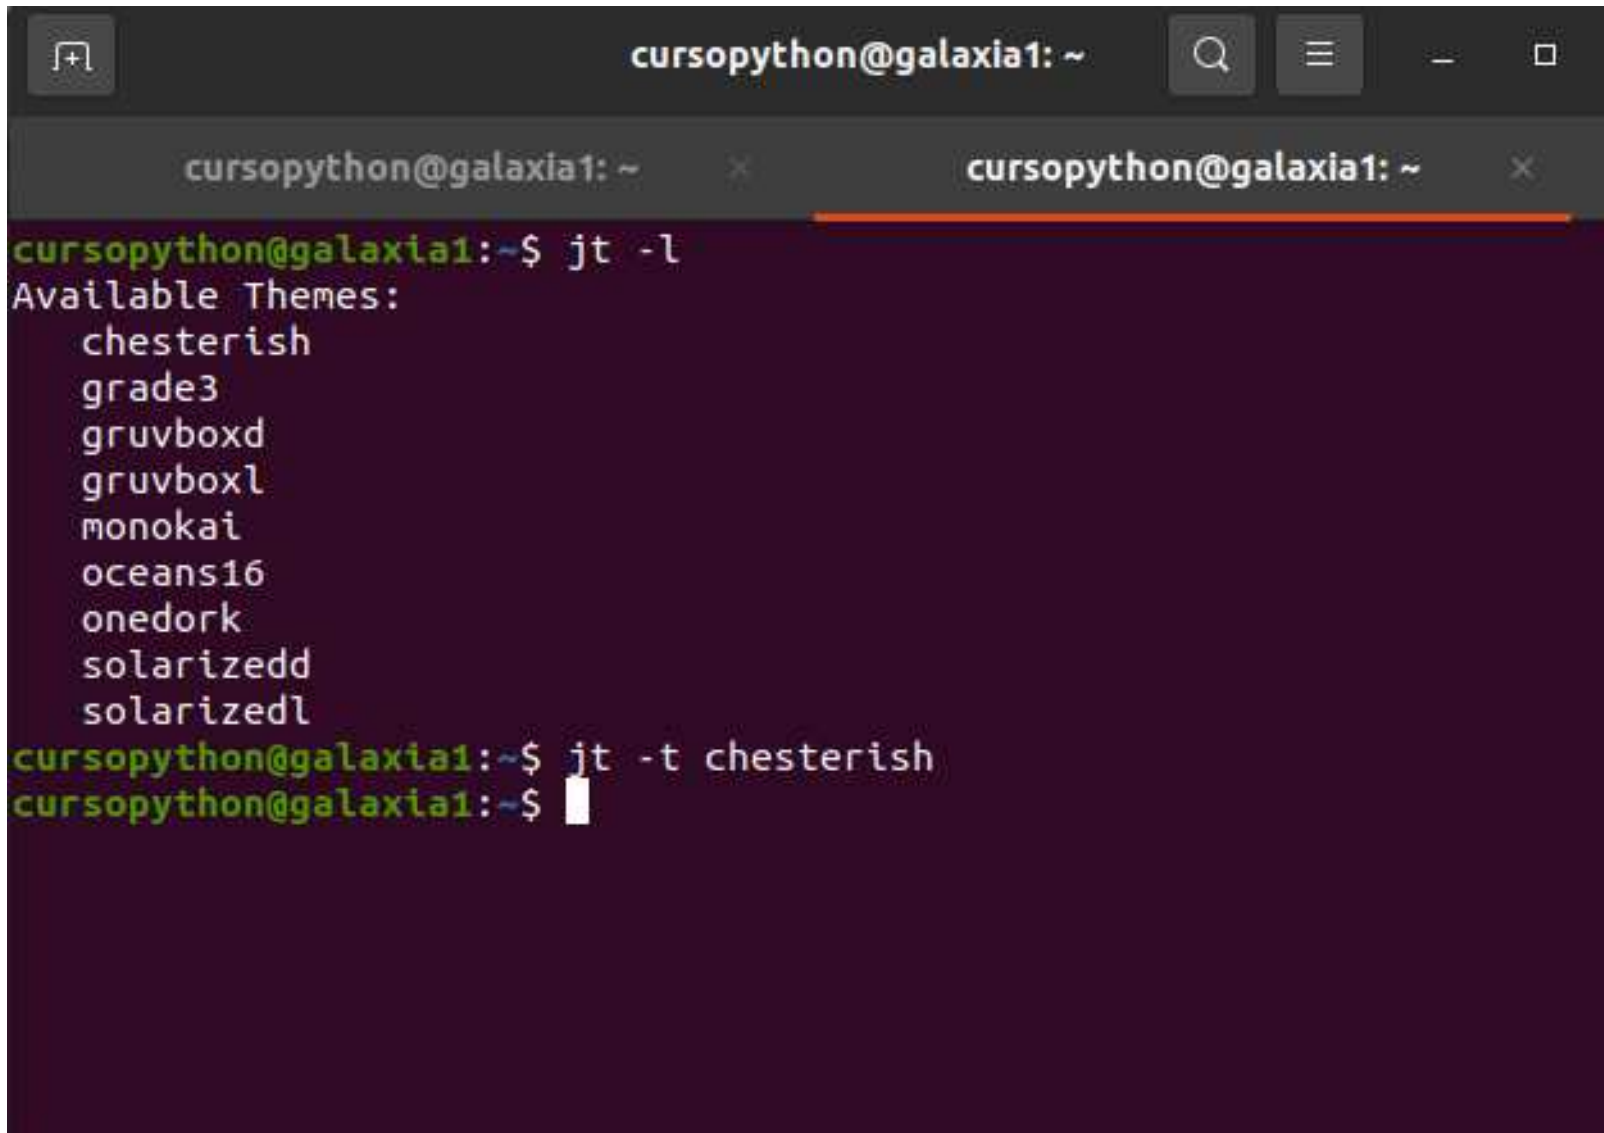 cursopython@galaxia1: ~
cursopython@galaxia1: ~
cursopython@galaxia1: ~
cursopython@galaxia1:~$ jt -l
Available Themes:
   chesterish
   grade3
   gruvboxd
   gruvboxl
   monokai
   oceans16
   onedork
   solarizedd
   solarizedl
cursopython@galaxia1:~$ jt -t chesterish
cursopython@galaxia1:~$